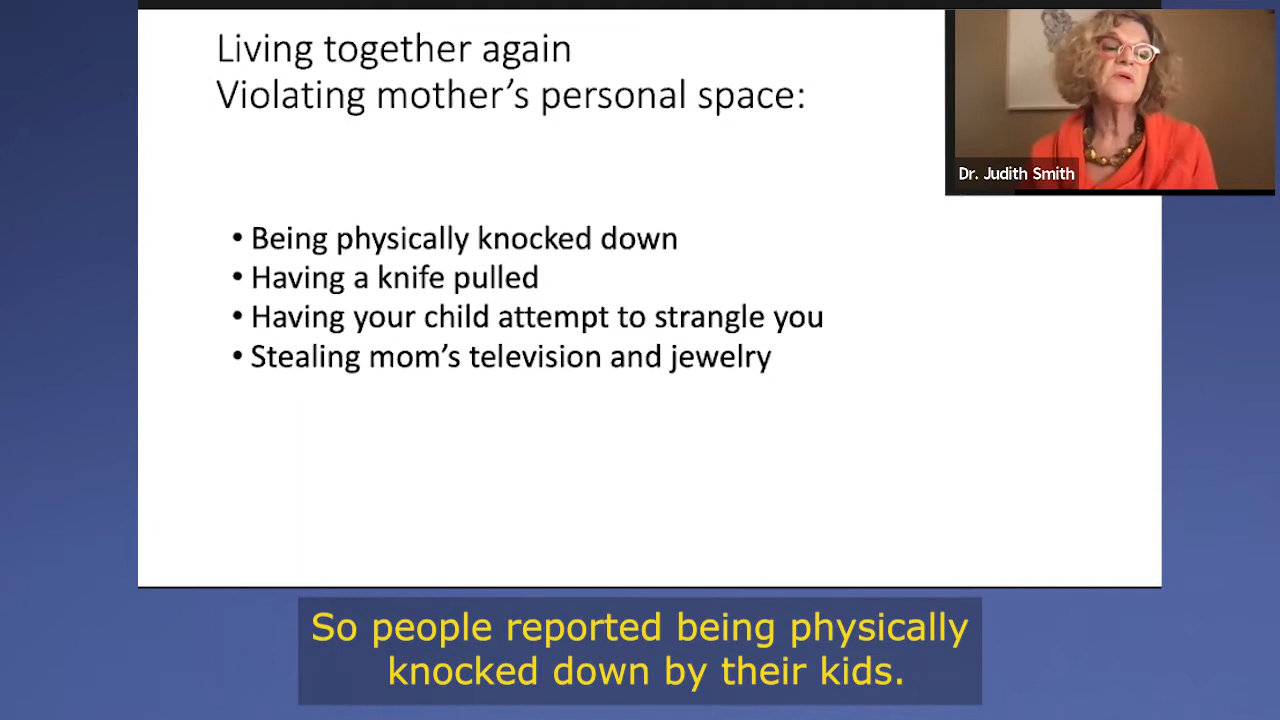 Living together again
Violating mother's personal space:
Dr. Judith Smith
• Being physically knocked down
• Having a knife pulled
• Having your child attempt to strangle you
• Stealing mom's television and jewelry
So people reported being physically
knocked down by their kids.